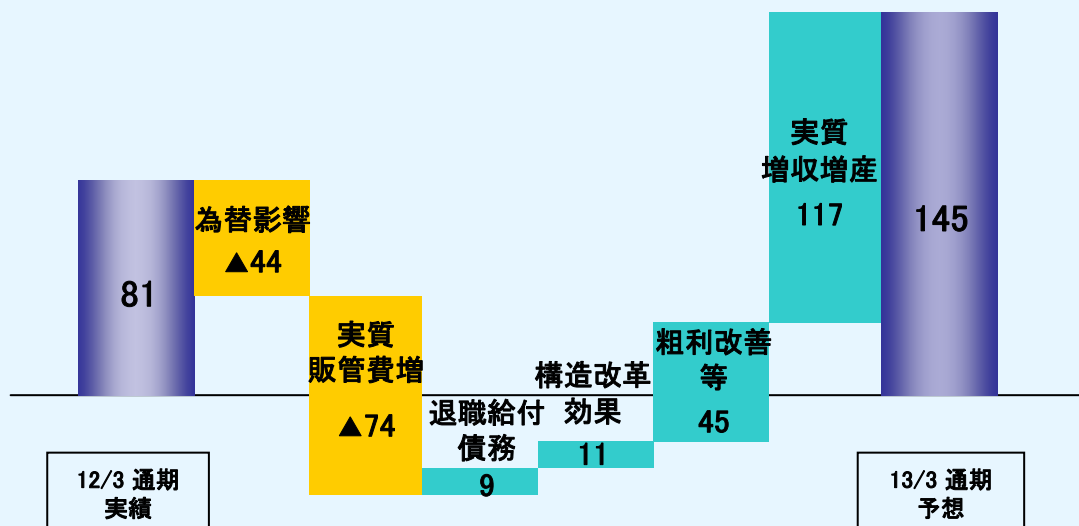 81
為替影響
▲44
実質
販管費増
▲74
退職給付
債務
9
構造改革
効果
11
粗利改善
等
45
実質
増収増産
117
145
12/3 通期
実績
13/3 通期
予想